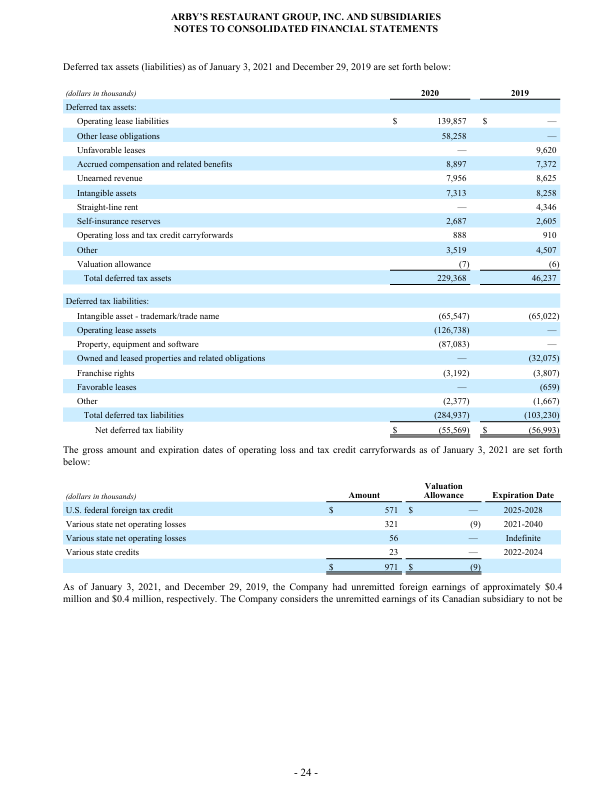 ARBY'S RESTAURANT GROUP, INC. AND SUBSIDIARIES
NOTES TO CONSOLIDATED FINANCIAL STATEMENTS
Deferred tax assets (liabilities) as of January 3, 2021 and December 29, 2019 are set forth below:
(dollars in thousands) 2020 2019
Deferred tax assets:
Operating lease liabilities $ 139,857 $ —
Other lease obligations 58,258 —
Unfavorable leases — 9,620
Accrued compensation and related benefits 8,897 7,372
Unearned revenue 7,956 8,625
Intangible assets 7,313 8,258
Straight-line rent — 4,346
Self-insurance reserves 2,687 2,605
Operating loss and tax credit carryforwards 888 910
Other 3,519 4,507
Valuation allowance (7) (6)
Total deferred tax assets 229,368 46,237
Deferred tax liabilities:
Intangible asset - trademark/trade name (65,547) (65,022)
Operating lease assets (126,738) —
Property, equipment and software (87,083) —
Owned and leased properties and related obligations — (32,075)
Franchise rights (3,192) (3,807)
Favorable leases — (659)
Other (2,377) (1,667)
Total deferred tax liabilities (284,937) (103,230)
Net deferred tax liability $ (55,569) $ (56,993)
The gross amount and expiration dates of operating loss and tax credit carryforwards as of January 3, 2021 are set forth
below:
(dollars in thousands) Amount Valuation Allowance Expiration Date
U.S. federal foreign tax credit $ 571 $ — 2025-2028
Various state net operating losses 321 (9) 2021-2040
Various state net operating losses 56 — Indefinite
Various state credits 23 — 2022-2024
$ 971 $ (9)
As of January 3, 2021, and December 29, 2019, the Company had unremitted foreign earnings of approximately $0.4
million and $0.4 million, respectively. The Company considers the unremitted earnings of its Canadian subsidiary to not be
- 24 -